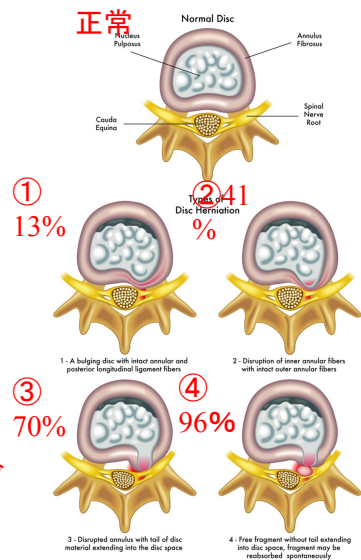 正常
Normal Disc
Nucleus
Pulposus
Annulus
Fibrosus
Cauda
Equina
Spinal
Nerve
Root
Types of
Disc Herniation
①
13%
②41
%
1 - A bulging disc with intact annular and
posterior longitudinal ligament fibers
2 - Disruption of inner annular fibers
with intact outer annular fibers
③
70%
④
96%
3 - Disrupted annulus with tail of disc
material extending into the disc space
4 - Free fragment without tail extending
into disc space, fragment may be
reabsorbed spontaneously